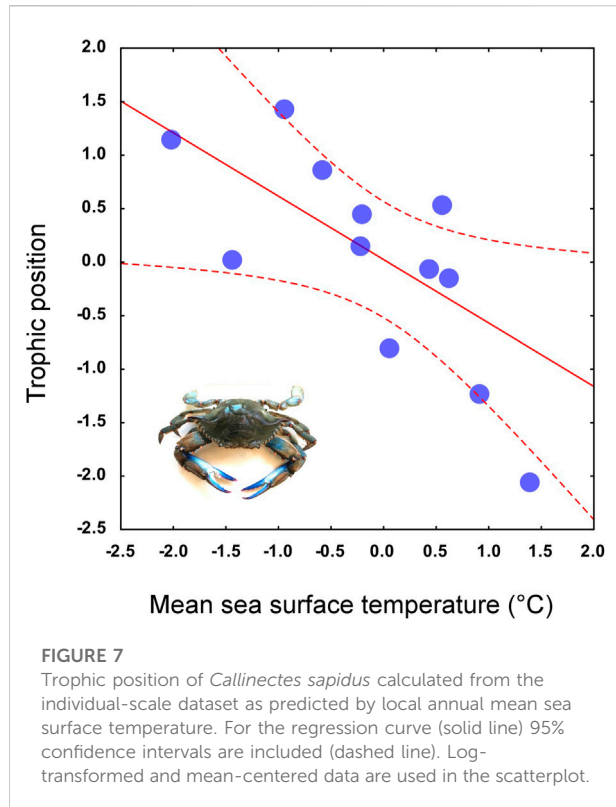 2.0
1.5
1.0
0.5
0.0
-0.5
-1.0
-1.5
-2.0
-2.5
Trophic position
-2.5 -2.0 -1.5 -1.0 -0.5 0.0 0.5 1.0 1.5 2.0
Mean sea surface temperature (°C)
FIGURE 7
Trophic position of Callinectes sapidus calculated from the
individual-scale dataset as predicted by local annual mean sea
surface temperature. For the regression curve (solid line) 95%
confidence intervals are included (dashed line). Log-
transformed and mean-centered data are used in the scatterplot.